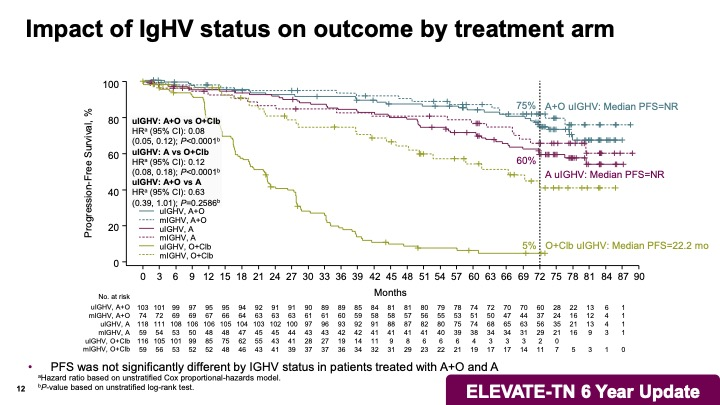 Impact of IgHV status on outcome by treatment arm
Progression-Free Survival, %
100
80
60
40
20
0
uIGHV: A+O vs O+Clb
HRᵃ (95% CI): 0.08
(0.05, 0.12); P<0.0001ᵇ
uIGHV: A vs O+Clb
HRᵃ (95% CI): 0.12
(0.08, 0.18); P<0.0001ᵇ
uIGHV: A+O vs A
HRᵃ (95% CI): 0.63
(0.39, 1.01); P=0.2586ᵇ
uIGHV, A+O
mIGHV, A+O
uIGHV, A
mIGHV, A
uIGHV, O+Clb
mIGHV, O+Clb
75% A+O uIGHV: Median PFS=NR
60%
A uIGHV: Median PFS=NR
5% O+Clb uIGHV: Median PFS=22.2 mo
0 3 6 9 12 15 18 21 24 27 30 33 36 39 42 45 48 51 54 57 60 63 66 69 72 75 78 81 84 87 90
Months
No. at risk
uIGHV, A+O 103 101 99 97 95 95 94 92 91 91 90 89 89 85 84 81 81 80 79 78 74 72 70 70 60 28 22 13 6 1
mIGHV, A+O 74 72 69 69 67 66 64 63 63 63 61 61 60 59 58 58 57 56 55 53 51 50 47 44 37 24 16 12 4 1
uIGHV, A 118 111 108 106 106 105 104 103 102 100 97 96 93 92 91 88 87 82 80 75 74 68 65 63 56 35 21 13 4 1
mIGHV, A 59 54 53 50 48 48 47 45 45 44 43 43 42 42 41 41 41 41 40 39 38 34 34 31 29 21 16 9 3 1
uIGHV, O+Clb 116 105 101 99 85 75 62 55 43 41 28 27 19 14 11 9 8 6 6 6 4 3 3 3 2 0
mIGHV, O+Clb 59 56 53 52 52 48 46 43 41 39 37 37 36 34 32 31 29 23 22 21 19 17 17 14 11 7 5 3 1 0
• PFS was not significantly different by IGHV status in patients treated with A+O and A
ᵃHazard ratio based on unstratified Cox proportional-hazards model.
12 ᵇP-value based on unstratified log-rank test.
ELEVATE-TN 6 Year Update